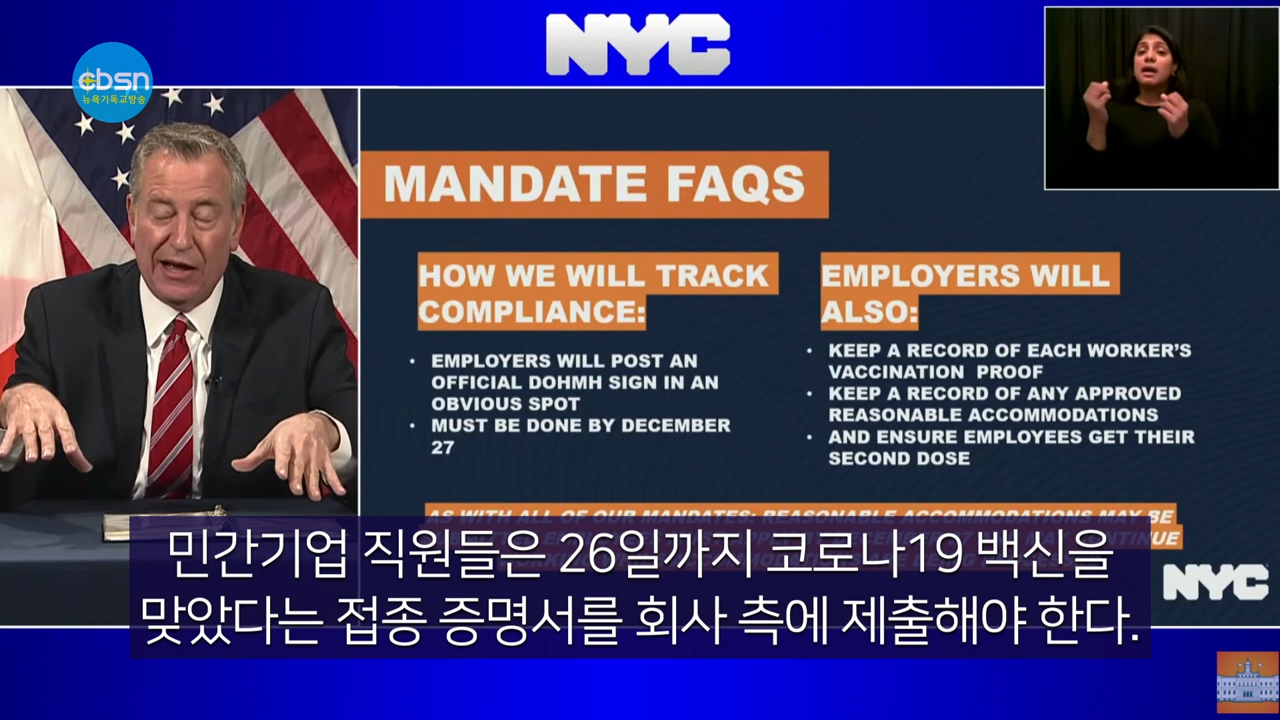 NYC
cbsn
뉴욕기독교방송
MANDATE FAQS
HOW WE WILL TRACK
COMPLIANCE:
• EMPLOYERS WILL POST AN
OFFICIAL DOHMH SIGN IN AN
OBVIOUS SPOT
• MUST BE DONE BY DECEMBER
27
EMPLOYERS WILL
ALSO:
• KEEP A RECORD OF EACH WORKER'S
VACCINATION PROOF
• KEEP A RECORD OF ANY APPROVED
REASONABLE ACCOMMODATIONS
• AND ENSURE EMPLOYEES GET THEIR
SECOND DOSE
AS WITH ALL OF OUR MANDATES; REASONABLE ACCOMMODATIONS MAY BE
민간기업 직원들은 26일까지 코로나19 백신을
맞았다는 접종 증명서를 회사 측에 제출해야 한다.
NYC